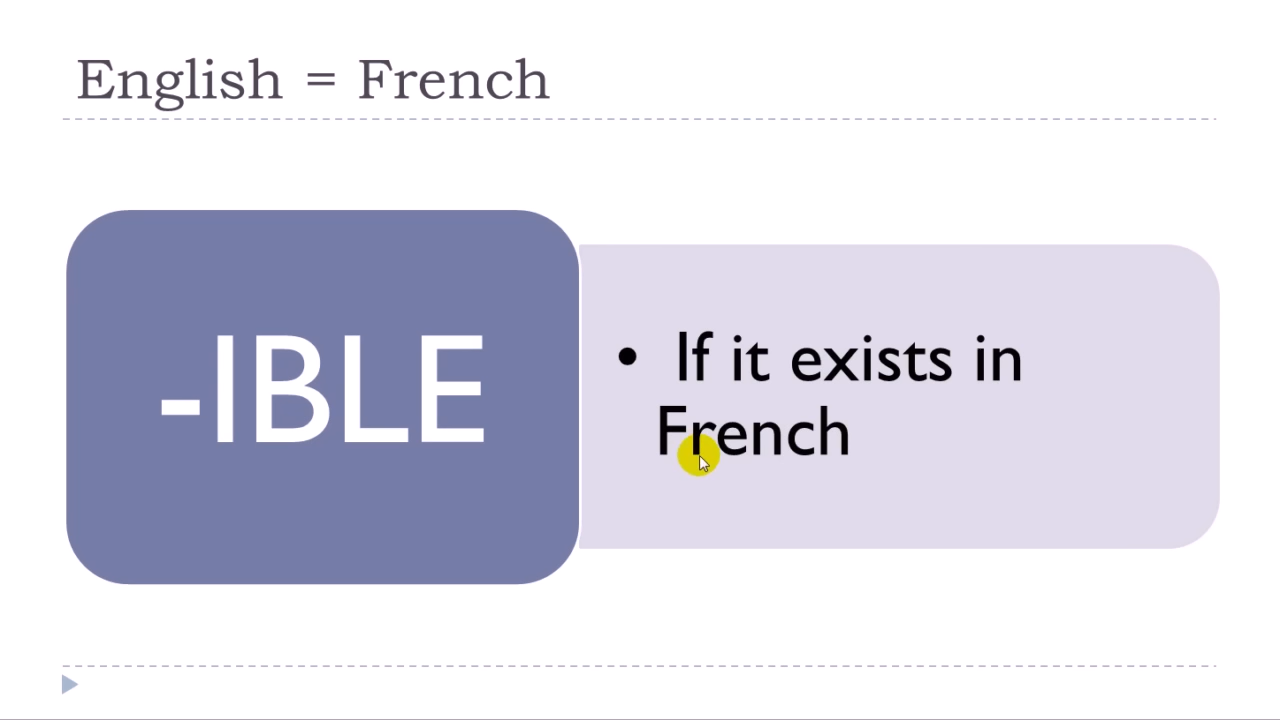 English = French
-IBLE
• If it exists in
French